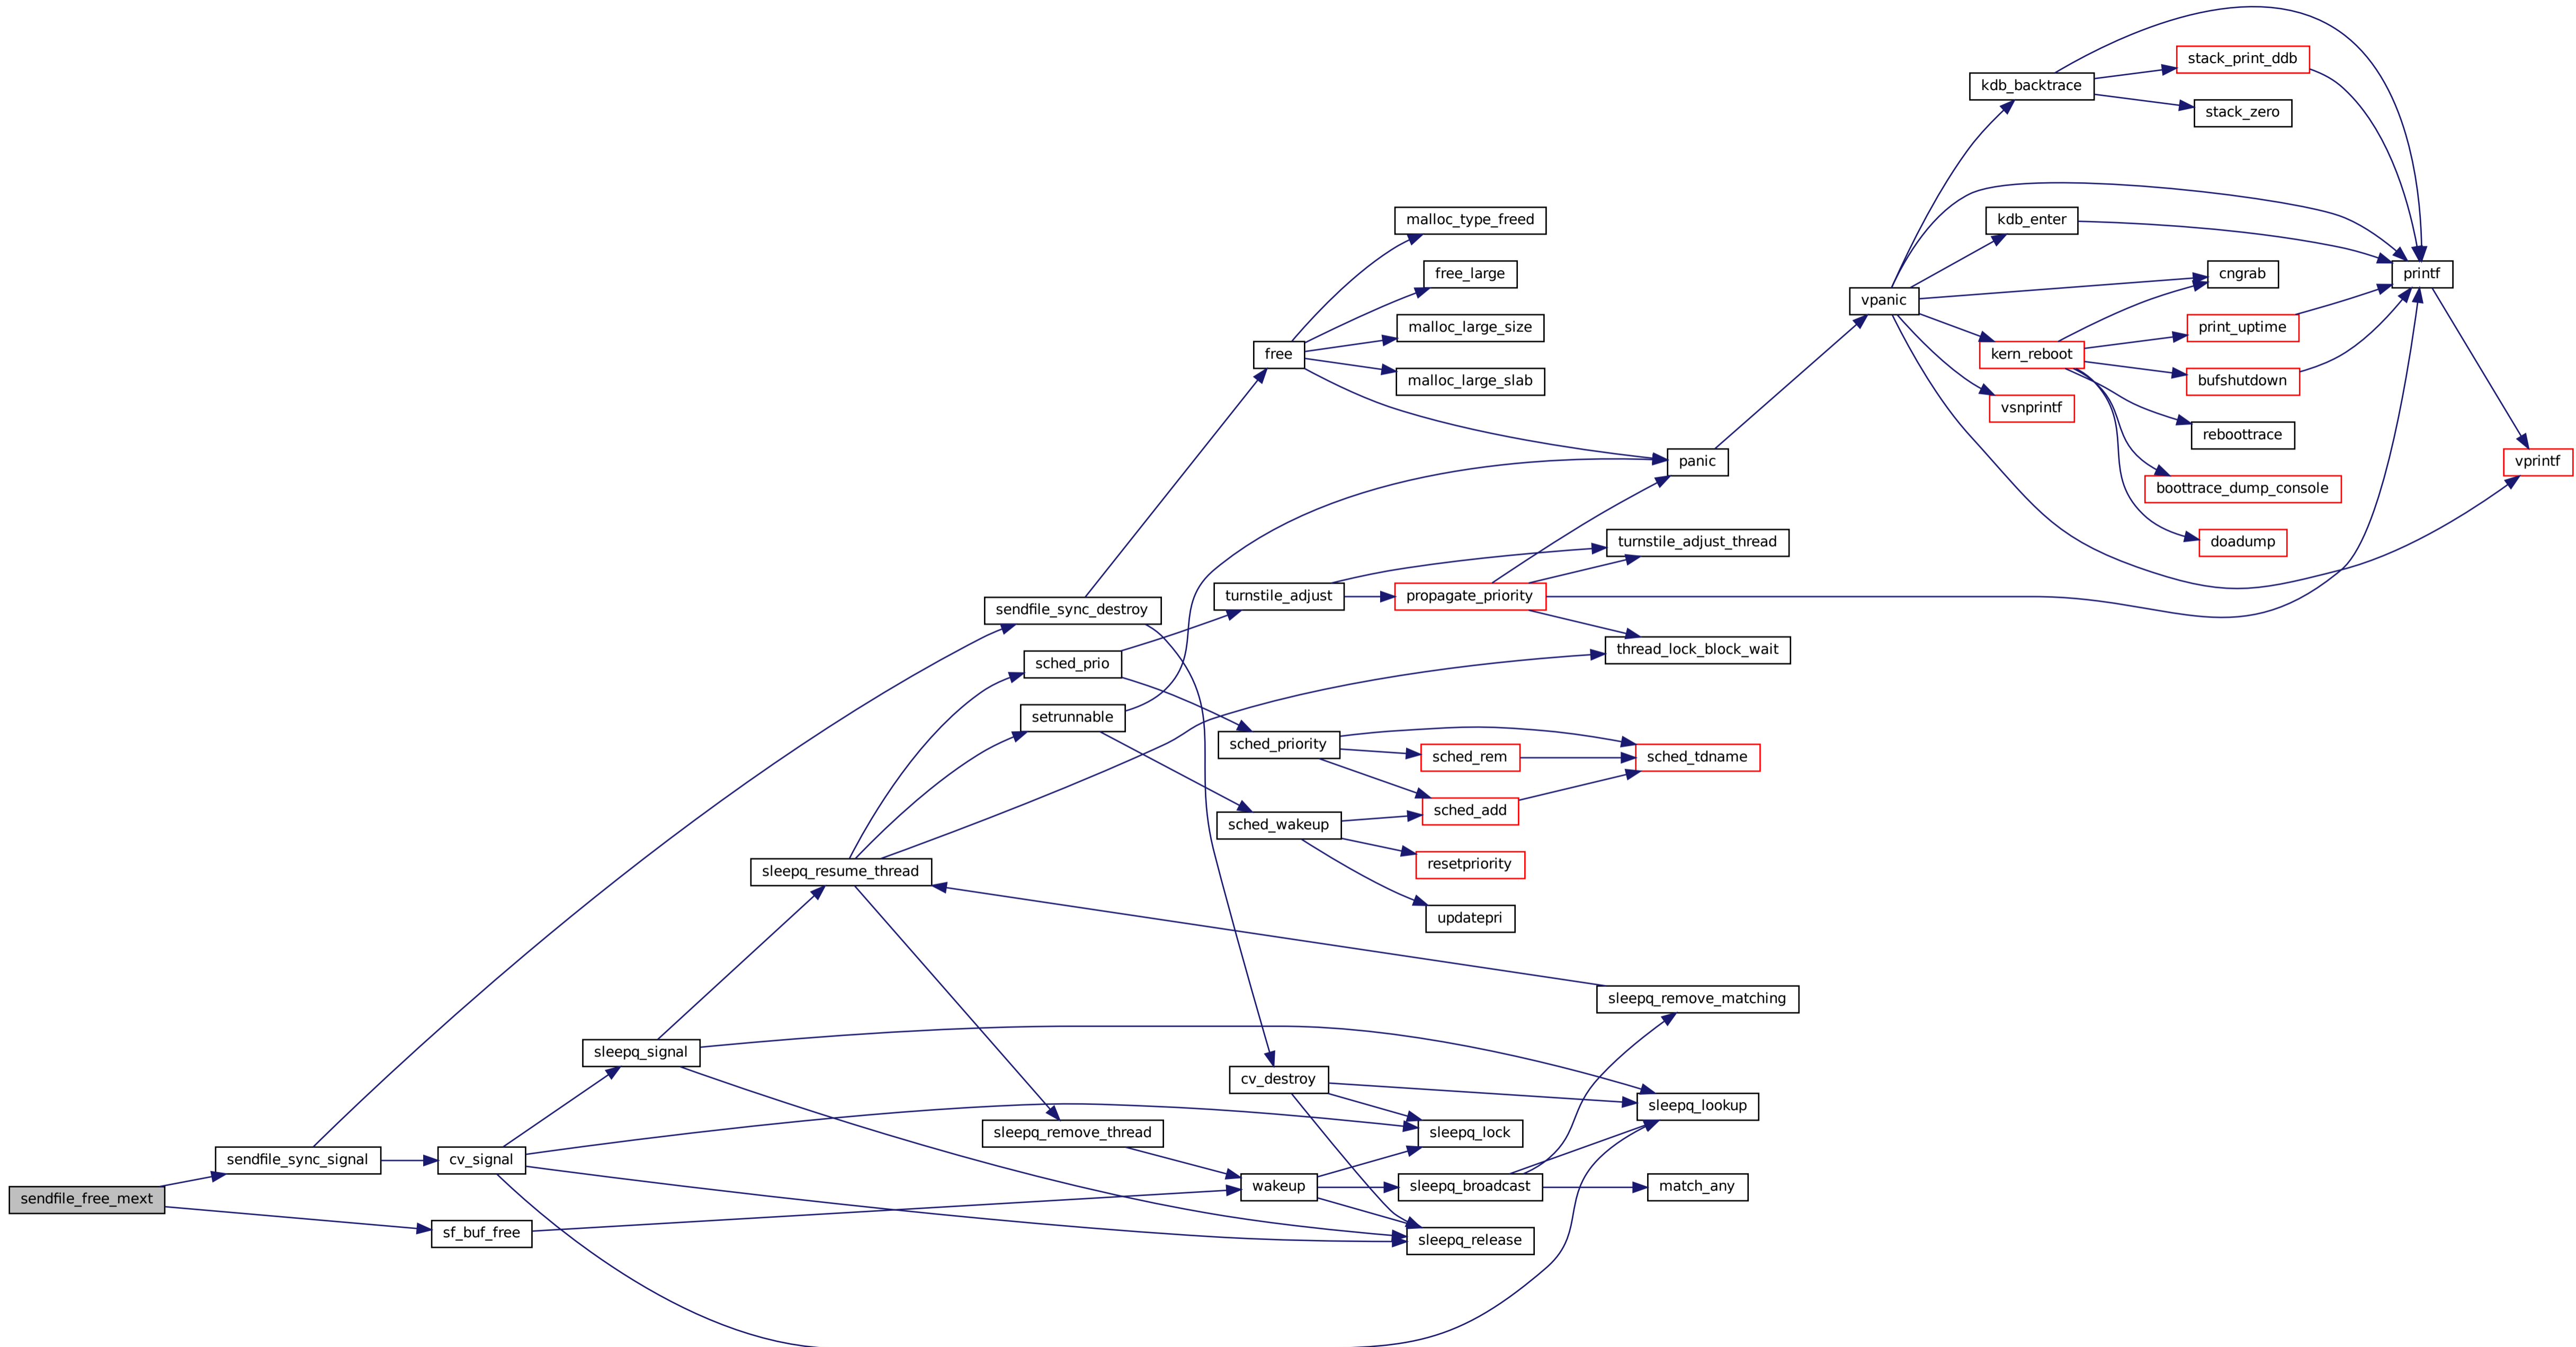 sendfile_free_mext
sendfile_sync_signal
sf_buf_free
cv_signal
sleepq_signal
sleepq_resume_thread
sendfile_sync_destroy
sched_prio
setrunnable
sleepq_remove_thread
free
turnstile_adjust
sched_priority
sched_wakeup
cv_destroy
wakeup
malloc_type_freed
free_large
malloc_large_size
malloc_large_slab
propagate_priority
sched_rem
sched_add
resetpriority
updatepri
sleepq_lock
sleepq_broadcast
sleepq_release
panic
turnstile_adjust_thread
thread_lock_block_wait
sched_tdname
sleepq_remove_matching
sleepq_lookup
match_any
vpanic
kdb_backtrace
kdb_enter
kern_reboot
vsnprintf
stack_print_ddb
stack_zero
cngrab
print_uptime
bufshutdown
reboottrace
boottrace_dump_console
doadump
printf
vprintf